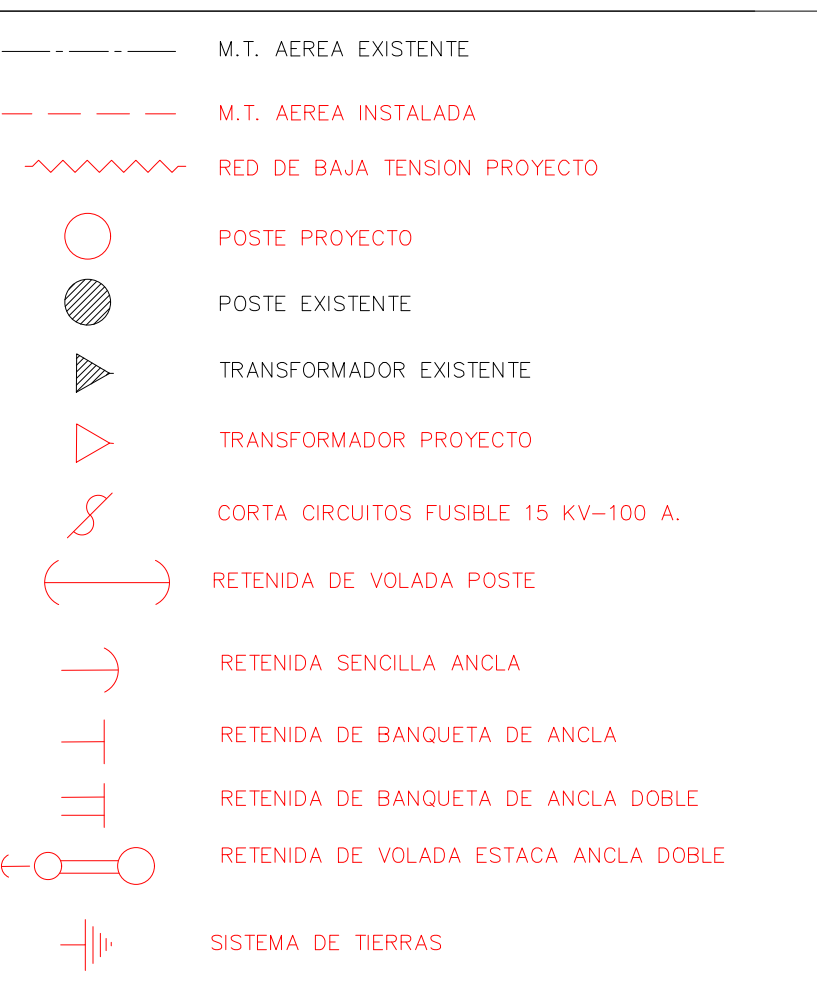 M.T. AEREA EXISTENTE
M.T. AEREA INSTALADA
RED DE BAJA TENSION PROYECTO
POSTE PROYECTO
POSTE EXISTENTE
TRANSFORMADOR EXISTENTE
TRANSFORMADOR PROYECTO
CORTA CIRCUITOS FUSIBLE 15 KV–100 A.
RETENIDA DE VOLADA POSTE
RETENIDA SENCILLA ANCLA
RETENIDA DE BANQUETA DE ANCLA
RETENIDA DE BANQUETA DE ANCLA DOBLE
RETENIDA DE VOLADA ESTACA ANCLA DOBLE
SISTEMA DE TIERRAS